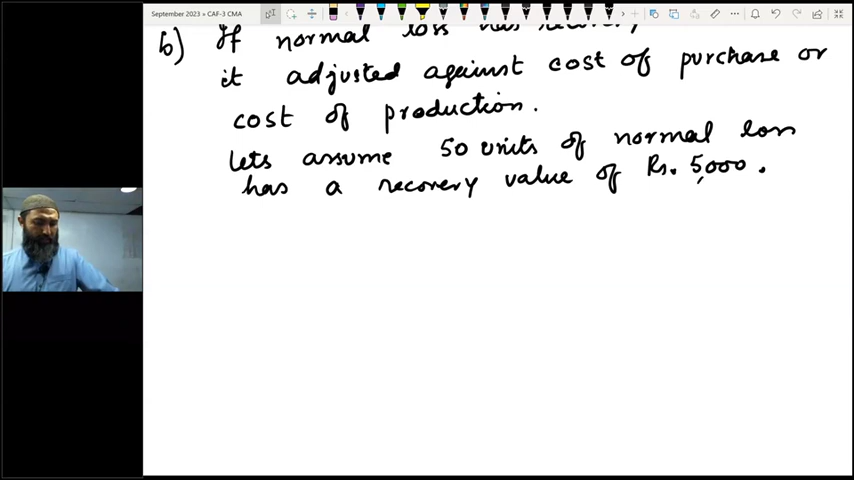 September 2023 » CAF-3 CMA
b) If normal loss has recovery
it adjusted against cost of purchase or
cost of production.
lets assume 50 units of normal loss
has a recovery value of Rs. 5,000.